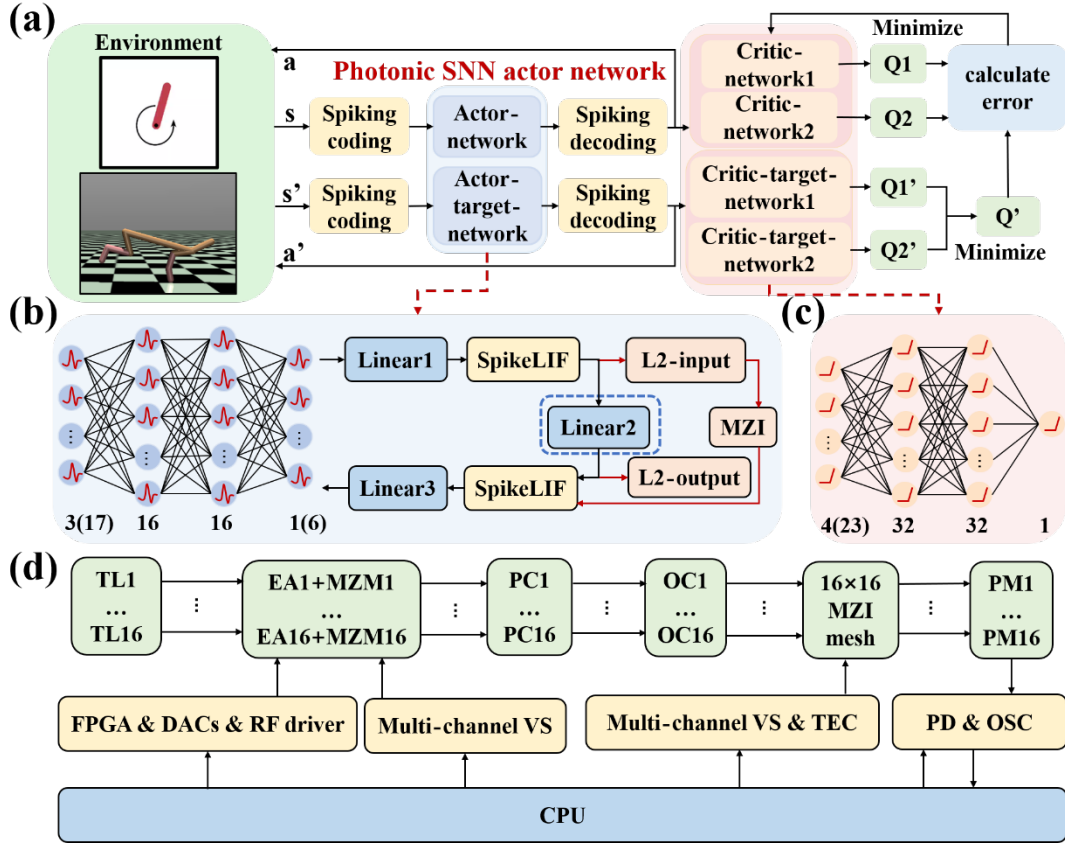 (a)
Environment
a
s
s’
a’
Photonic SNN actor network
Spiking
coding
Actor-
network
Spiking
decoding
Spiking
coding
Actor-
target-
network
Spiking
decoding
Critic-
network1
Critic-
network2
Critic-target-
network1
Critic-target-
network2
Minimize
Q1
Q2
Q1’
Q2’
calculate
error
Q’
Minimize
(b)
3(17)
16
16
1(6)
Linear1
SpikeLIF
L2-input
Linear2
MZI
Linear3
SpikeLIF
L2-output
(c)
4(23)
32
32
1
(d)
TL1
...
TL16
EA1+MZM1
...
EA16+MZM16
PC1
...
PC16
OC1
...
OC16
16×16
MZI
mesh
PM1
...
PM16
FPGA & DACs & RF driver
Multi-channel VS
Multi-channel VS & TEC
PD & OSC
CPU